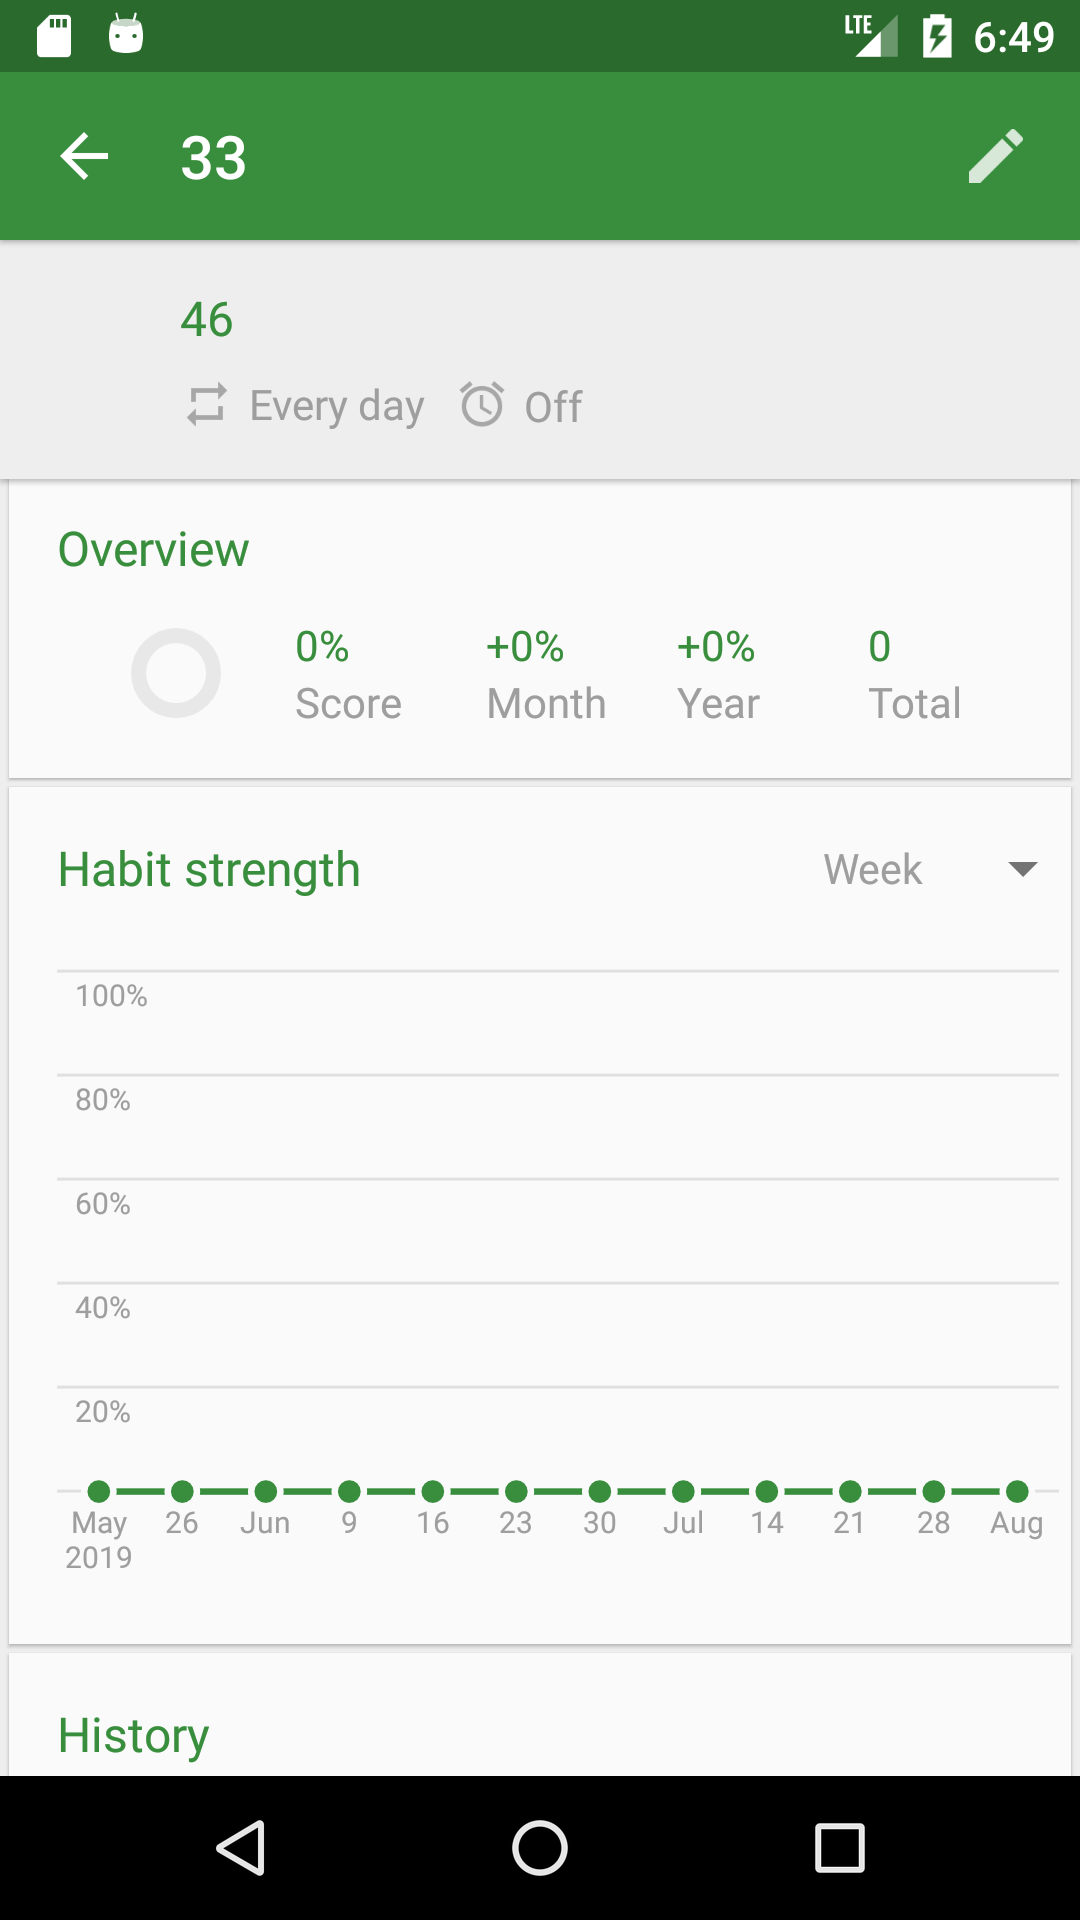 LTE 6:49
33
46
Every day Off
Overview
0% +0% +0% 0
Score Month Year Total
Habit strength Week
100%
80%
60%
40%
20%
May 26 Jun 9 16 23 30 Jul 14 21 28 Aug
2019
History